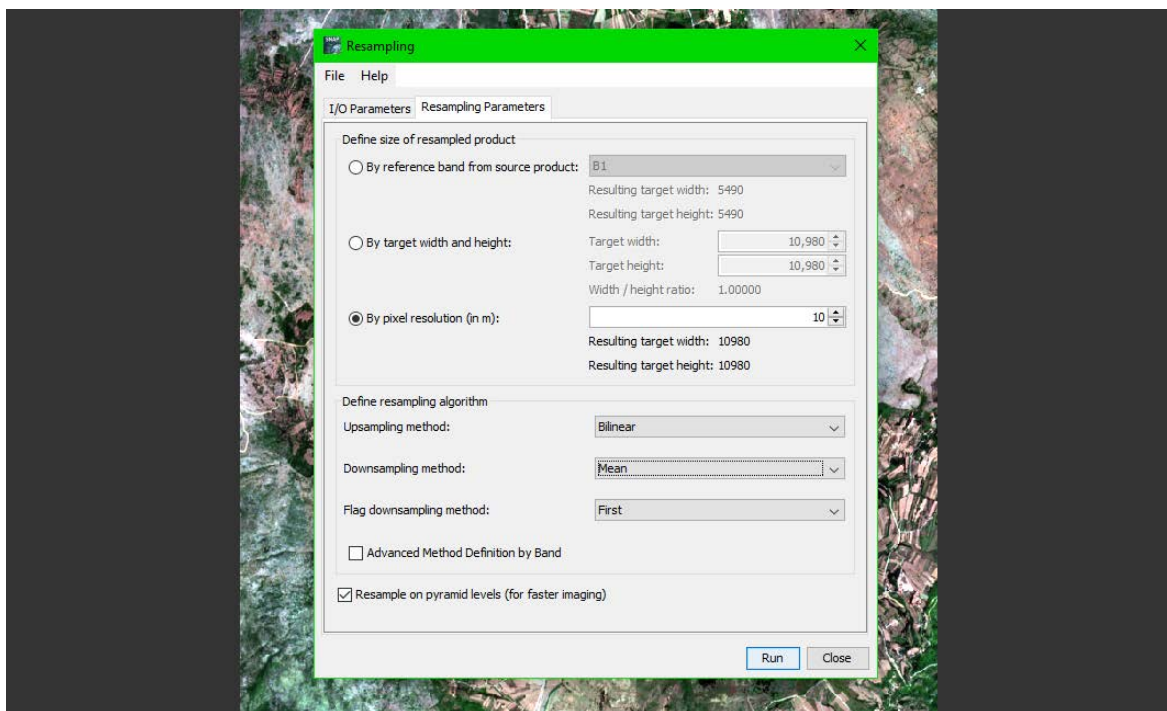 SNAP
Resampling
File Help
I/O Parameters Resampling Parameters
Define size of resampled product
By reference band from source product: B1
Resulting target width: 5490
Resulting target height: 5490
By target width and height: Target width: 10,980
Target height: 10,980
Width / height ratio: 1.00000
By pixel resolution (in m): 10
Resulting target width: 10980
Resulting target height: 10980
Define resampling algorithm
Upsampling method: Bilinear
Downsampling method: Mean
Flag downsampling method: First
Advanced Method Definition by Band
Resample on pyramid levels (for faster imaging)
Run Close